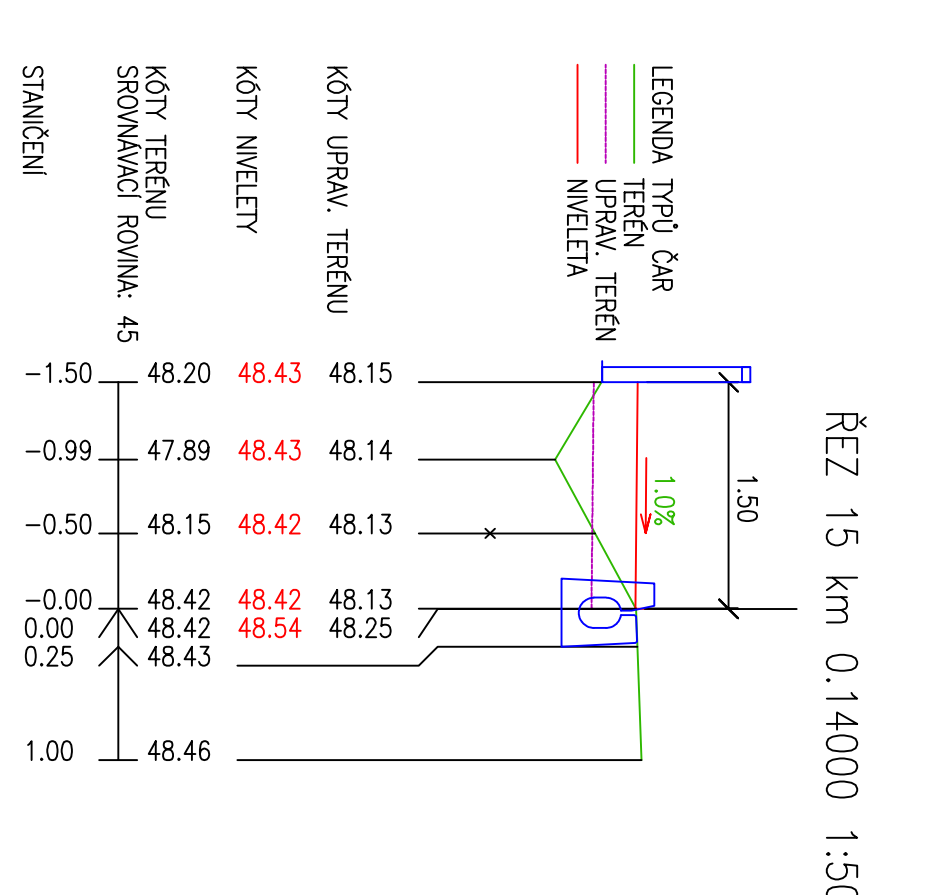 ŘEZ 15 km 0.14000 1:50
1.50
1.0%
LEGENDA TYPŮ ČAR
TERÉN
UPRAV. TERÉN
NIVELETA
KÓTY UPRAV. TERÉNU
48.15
48.14
48.13
48.13
48.25
KÓTY NIVELETY
48.43
48.43
48.42
48.42
48.54
KÓTY TERÉNU
48.20
47.89
48.15
48.42
48.42
48.43
48.46
SROVNÁVACÍ ROVINA: 45
STANIČENÍ
-1.50
-0.99
-0.50
-0.00
0.00
0.25
1.00